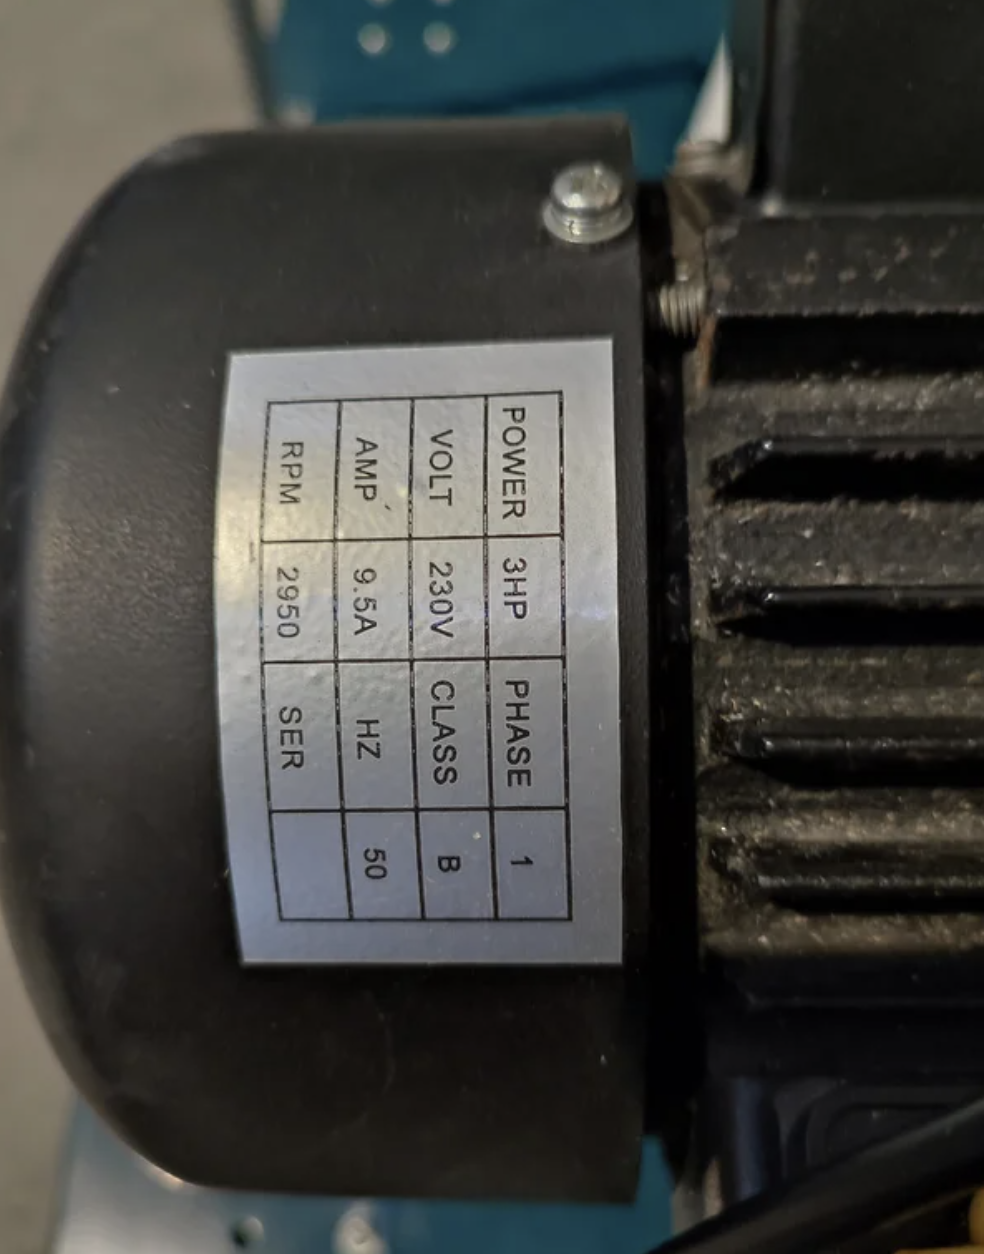 POWER 3HP PHASE 1
VOLT 230V CLASS B
AMP 9.5A HZ 50
RPM 2950 SER